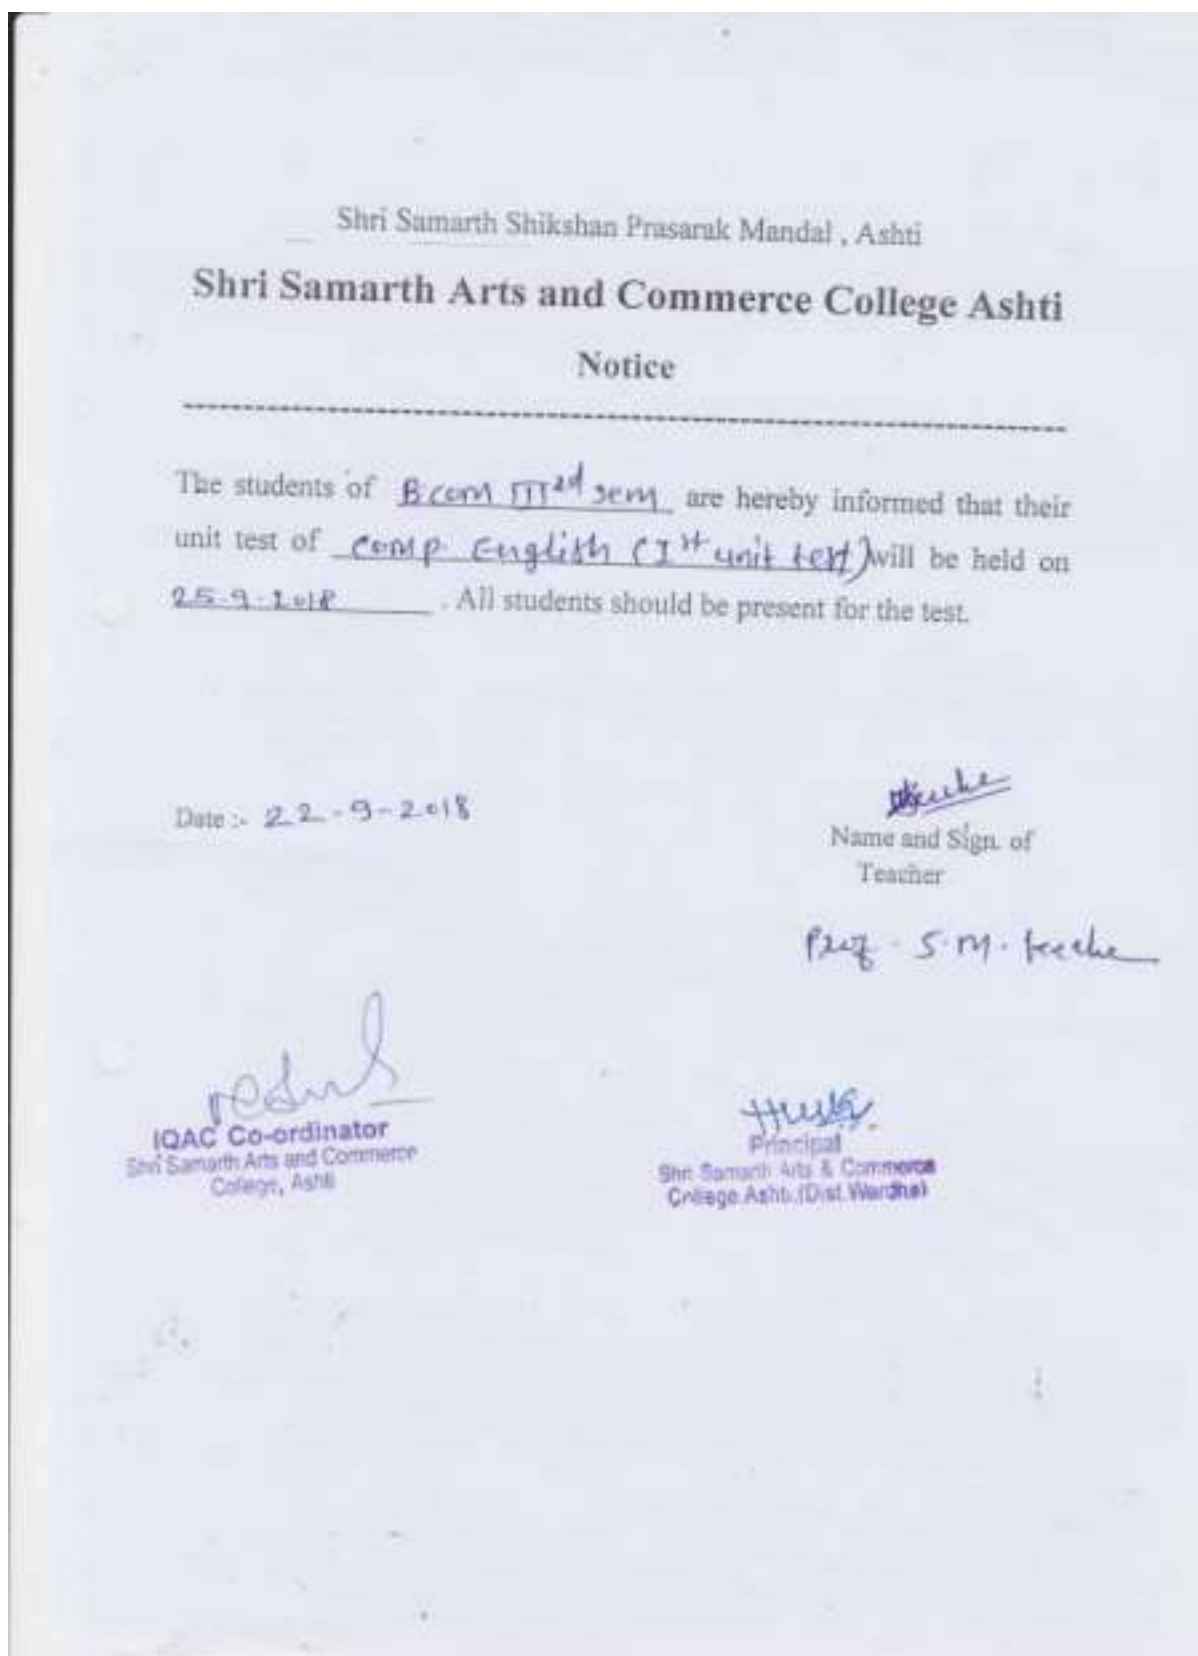 Shri Samarth Shikshan Prasarak Mandal , Ashti
Shri Samarth Arts and Commerce College Ashti
Notice
The students of Bcom IIIrd sem are hereby informed that their
unit test of comp English (Ist unit test) will be held on
25-9-2018 . All students should be present for the test.
Date :- 22-9-2018
Name and Sign. of
Teacher
Prof. S. M.
IQAC Co-ordinator
Shri Samarth Arts and Commerce
College, Ashti
Principal
Shri Samarth Arts & Commerce
College Ashti.(Dist.Wardha)